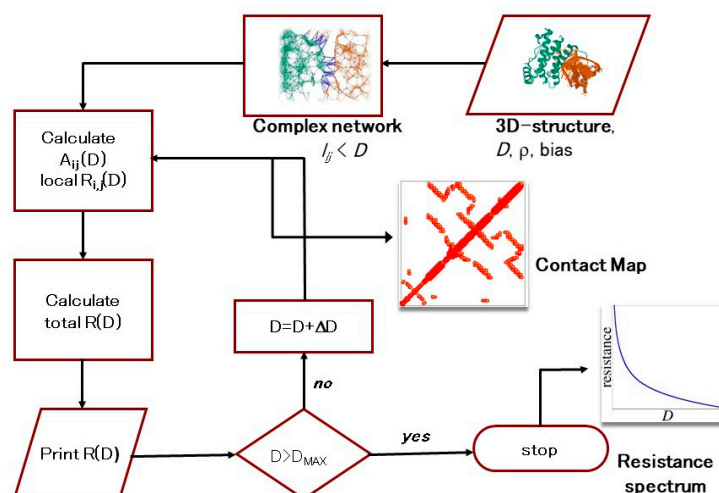 Complex network
l_ij < D
3D-structure,
D, ρ, bias
Calculate
A_ij(D)
local R_i,j(D)
Contact Map
Calculate
total R(D)
D=D+ΔD
no
Print R(D)
D>D_MAX
yes
stop
resistance
D
Resistance
spectrum